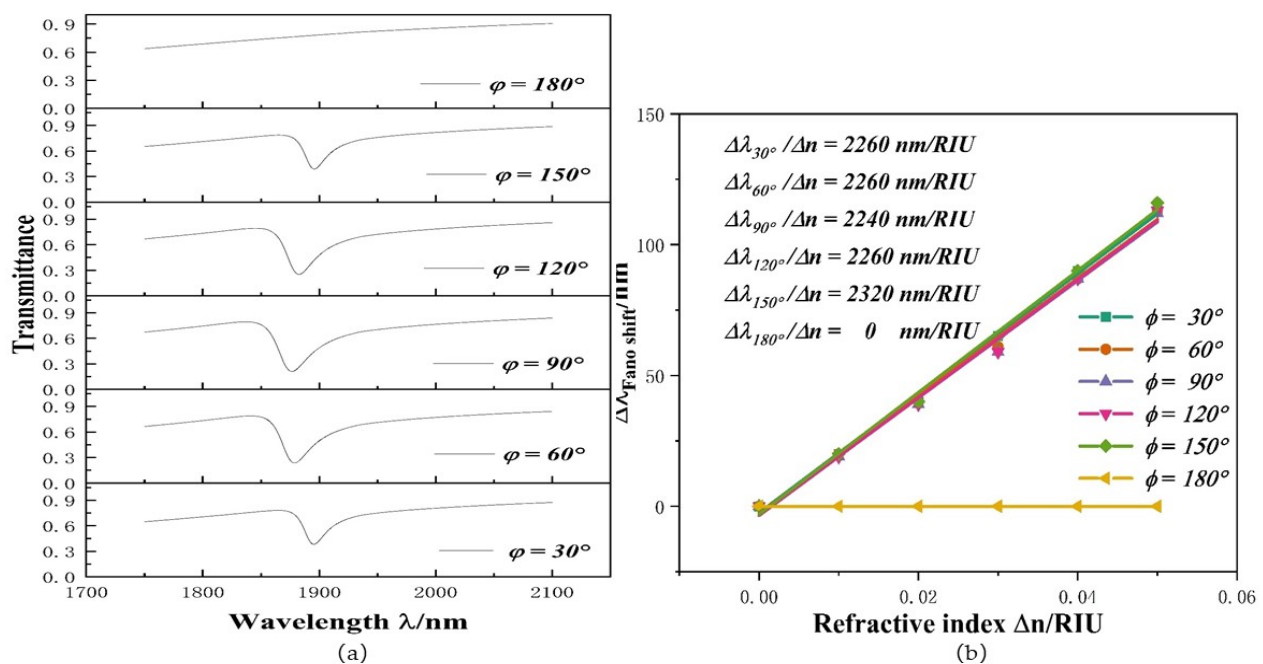 Transmittance
0.9
0.6
0.3
0.0
φ = 180°
0.9
0.6
0.3
0.0
φ = 150°
0.9
0.6
0.3
0.0
φ = 120°
0.9
0.6
0.3
0.0
φ = 90°
0.9
0.6
0.3
0.0
φ = 60°
0.9
0.6
0.3
0.0
φ = 30°
1700 1800 1900 2000 2100
Wavelength λ/nm
(a)
Δλ Fano shift/nm
150
100
50
0
Δλ30° /Δn = 2260 nm/RIU
Δλ60° /Δn = 2260 nm/RIU
Δλ90° /Δn = 2240 nm/RIU
Δλ120° /Δn = 2260 nm/RIU
Δλ150° /Δn = 2320 nm/RIU
Δλ180° /Δn = 0 nm/RIU
ϕ = 30°
ϕ = 60°
ϕ = 90°
ϕ = 120°
ϕ = 150°
ϕ = 180°
0.00 0.02 0.04 0.06
Refractive index Δn/RIU
(b)